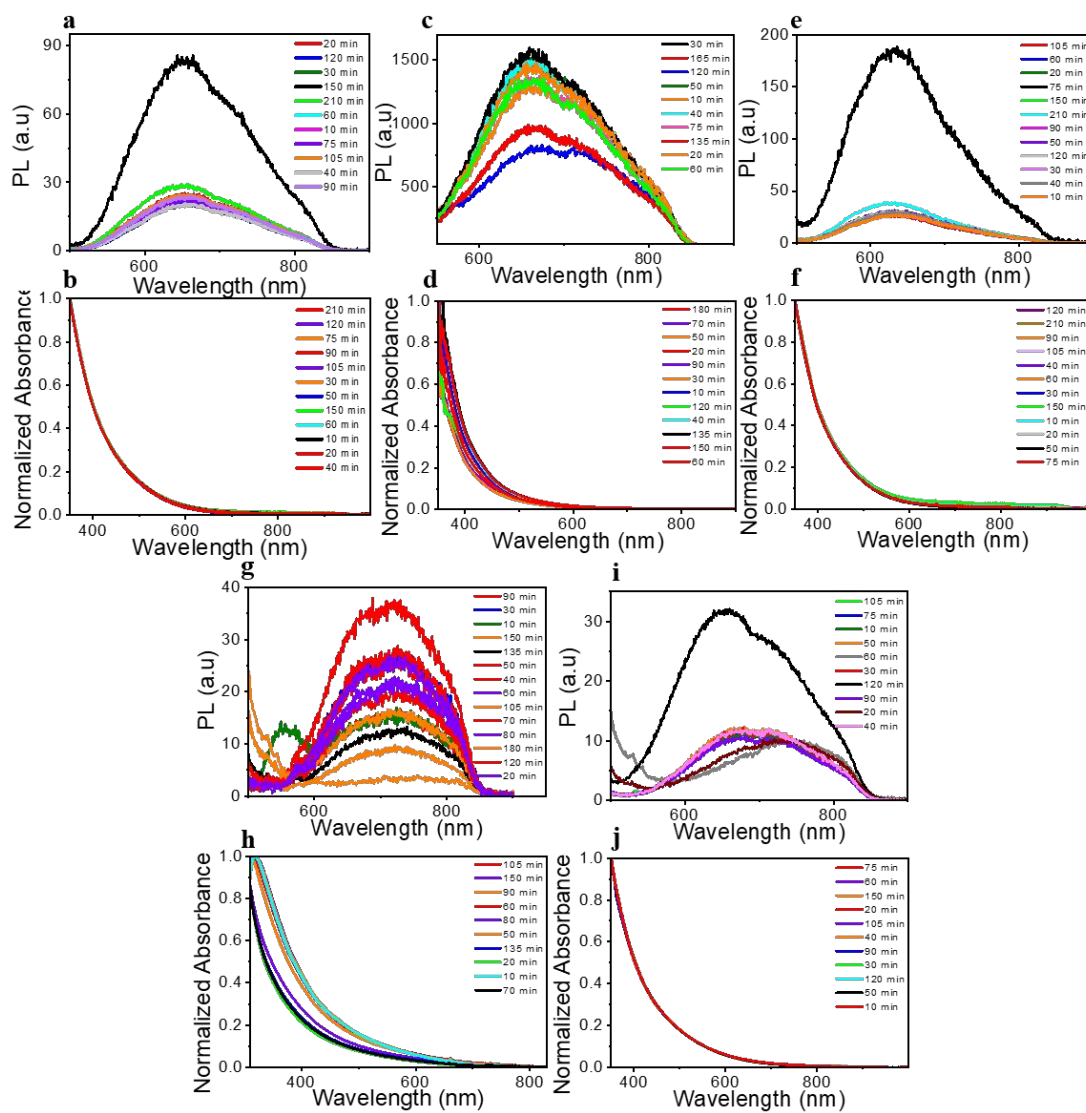 a
PL (a.u)
90
60
30
0
600
800
Wavelength (nm)
20 min
120 min
30 min
150 min
210 min
60 min
10 min
75 min
105 min
40 min
90 min
c
PL (a.u)
1500
1000
500
600
800
Wavelength (nm)
30 min
165 min
120 min
50 min
10 min
40 min
75 min
135 min
20 min
60 min
e
PL (a.u)
200
150
100
50
0
600
800
Wavelength (nm)
105 min
60 min
20 min
75 min
150 min
210 min
90 min
50 min
120 min
30 min
40 min
10 min
b
Normalized Absorbance
1.0
0.8
0.6
0.4
0.2
0.0
400
600
800
Wavelength (nm)
210 min
120 min
75 min
90 min
105 min
30 min
50 min
150 min
60 min
10 min
20 min
40 min
d
Normalized Absorbance
1.0
0.8
0.6
0.4
0.2
0.0
400
600
800
Wavelength (nm)
180 min
70 min
50 min
20 min
90 min
30 min
10 min
120 min
40 min
135 min
150 min
60 min
f
Normalized Absorbance
1.0
0.8
0.6
0.4
0.2
0.0
400
600
800
Wavelength (nm)
120 min
210 min
90 min
105 min
40 min
60 min
30 min
150 min
10 min
20 min
50 min
75 min
g
PL (a.u)
40
30
20
10
0
600
800
Wavelength (nm)
90 min
30 min
10 min
150 min
135 min
50 min
40 min
60 min
105 min
70 min
80 min
180 min
120 min
20 min
i
PL (a.u)
30
20
10
0
600
800
Wavelength (nm)
105 min
75 min
10 min
50 min
60 min
30 min
120 min
90 min
20 min
40 min
h
Normalized Absorbance
1.0
0.8
0.6
0.4
0.2
0.0
400
600
800
Wavelength (nm)
105 min
150 min
90 min
60 min
80 min
50 min
135 min
20 min
10 min
70 min
j
Normalized Absorbance
1.0
0.8
0.6
0.4
0.2
0.0
400
600
800
Wavelength (nm)
75 min
60 min
150 min
20 min
105 min
40 min
90 min
30 min
120 min
50 min
10 min